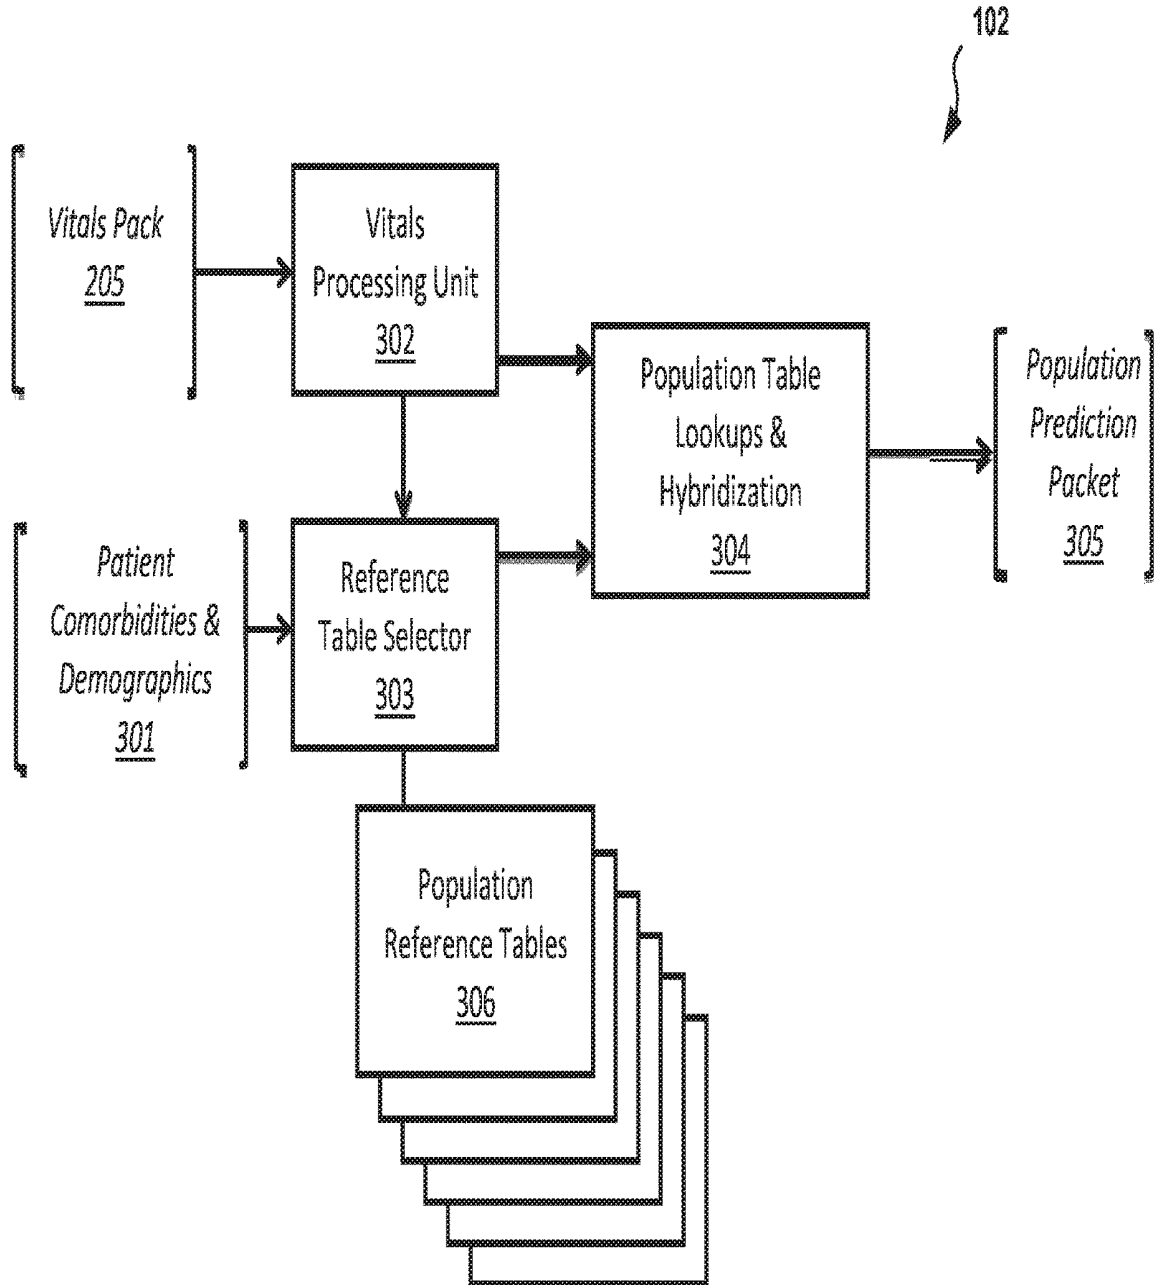 102
Vitals Pack
205
Vitals
Processing Unit
302
Population Table
Lookups &
Hybridization
304
Population
Prediction
Packet
305
Patient
Comorbidities &
Demographics
301
Reference
Table Selector
303
Population
Reference Tables
306